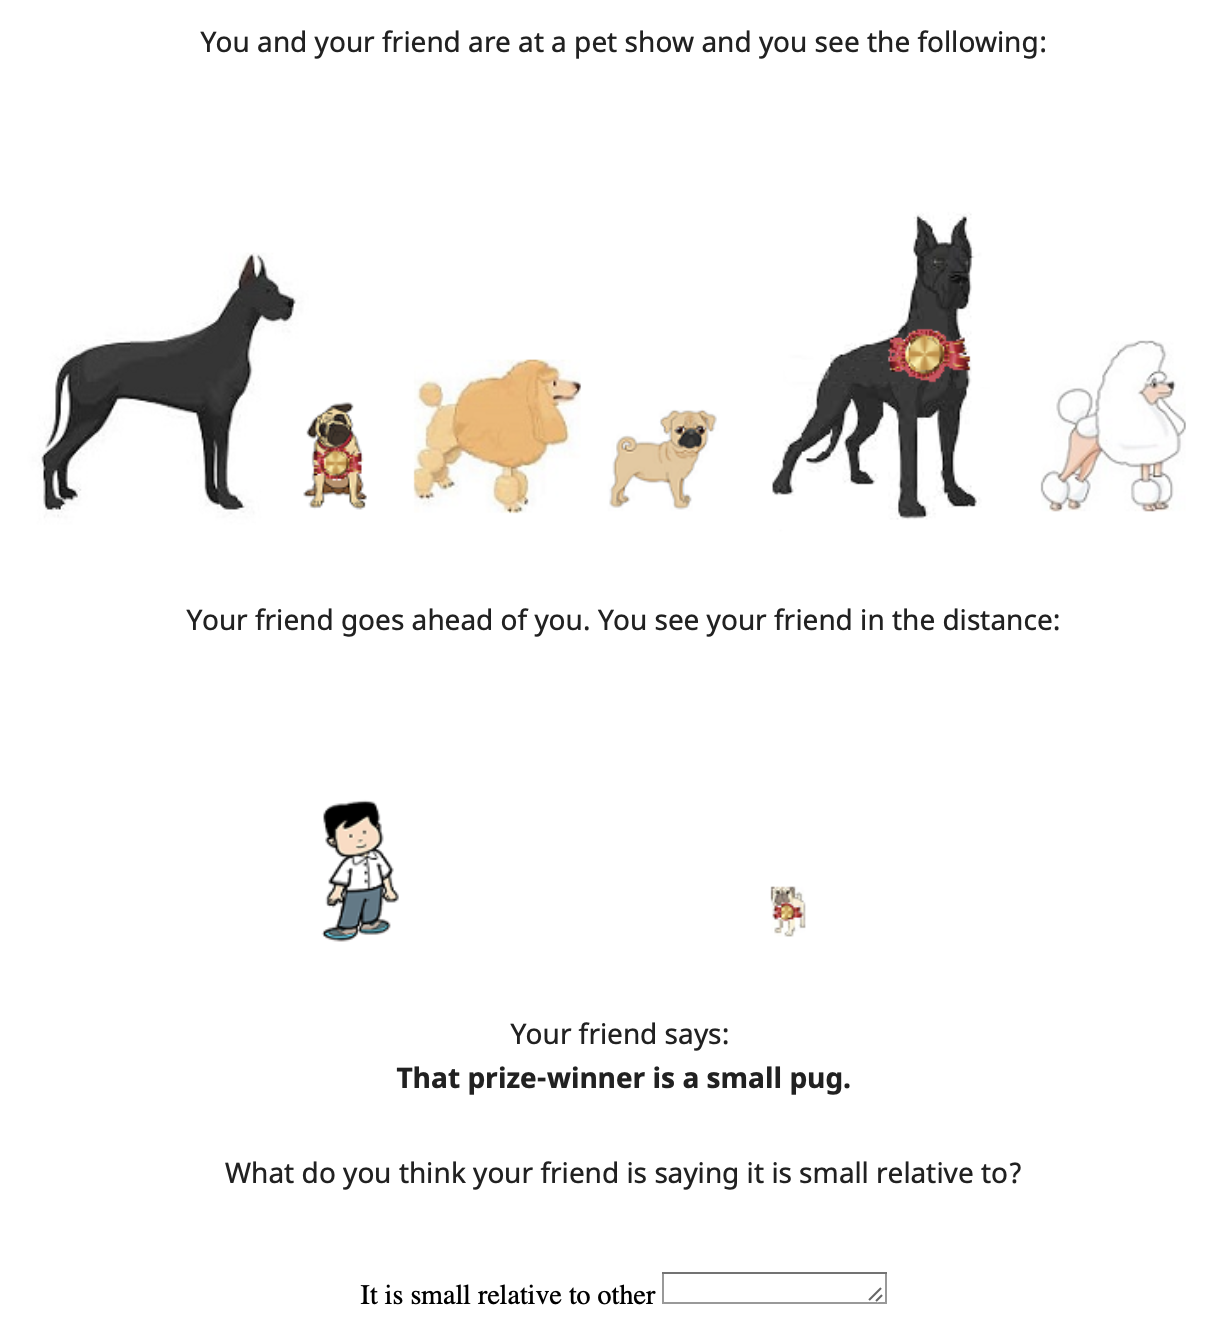 You and your friend are at a pet show and you see the following:
Your friend goes ahead of you. You see your friend in the distance:
Your friend says:
That prize-winner is a small pug.
What do you think your friend is saying it is small relative to?
It is small relative to other